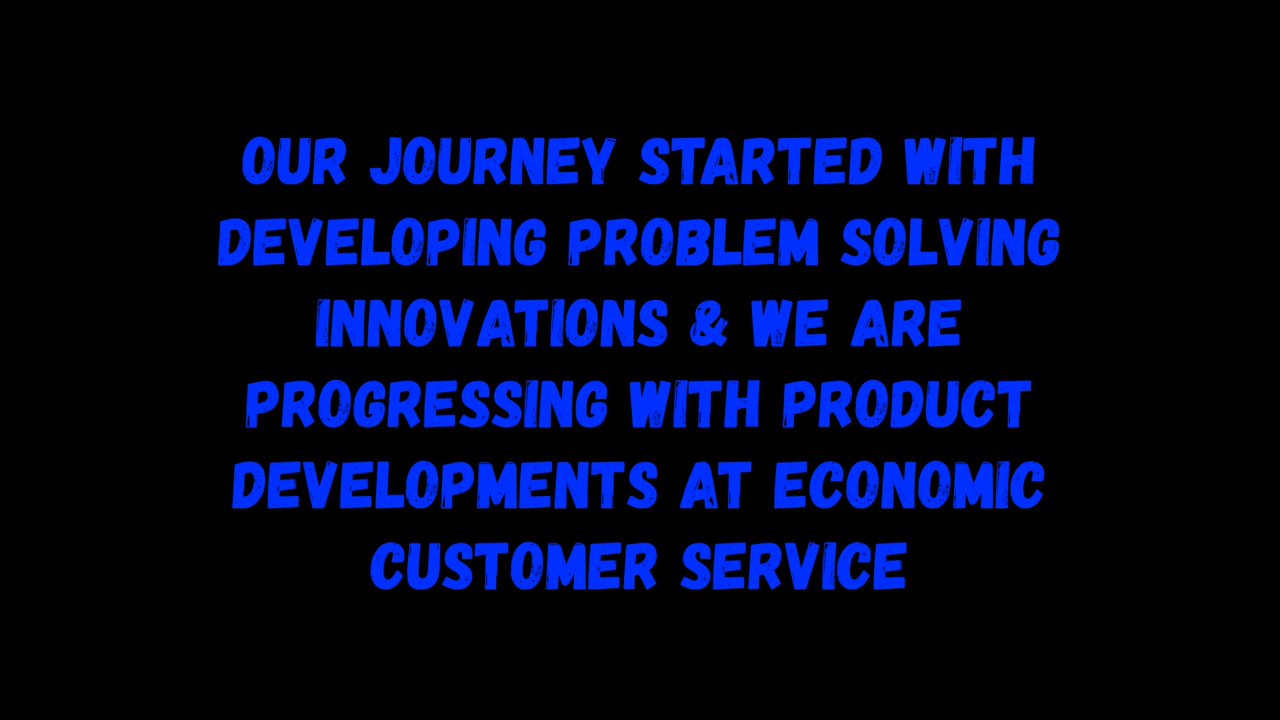 OUR JOURNEY STARTED WITH
DEVELOPING PROBLEM SOLVING
INNOVATIONS & WE ARE
PROGRESSING WITH PRODUCT
DEVELOPMENTS AT ECONOMIC
CUSTOMER SERVICE